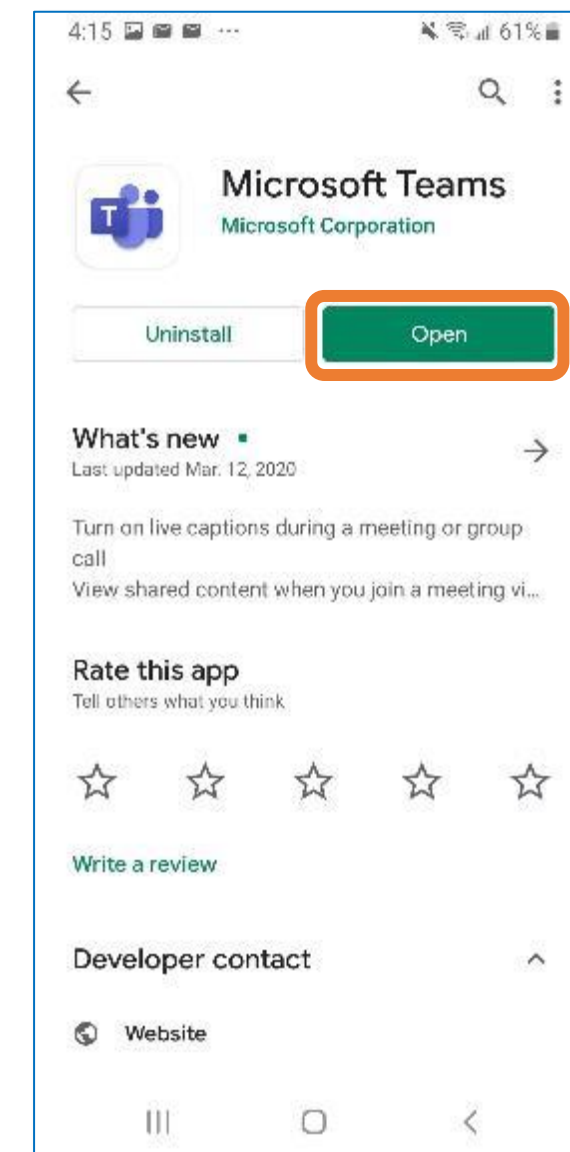 4:15 ... 61%
Microsoft Teams
Microsoft Corporation
T
Uninstall
Open
What's new
Last updated Mar. 12, 2020
Turn on live captions during a meeting or group
call
View shared content when you join a meeting vi...
Rate this app
Tell others what you think
Write a review
Developer contact
Website